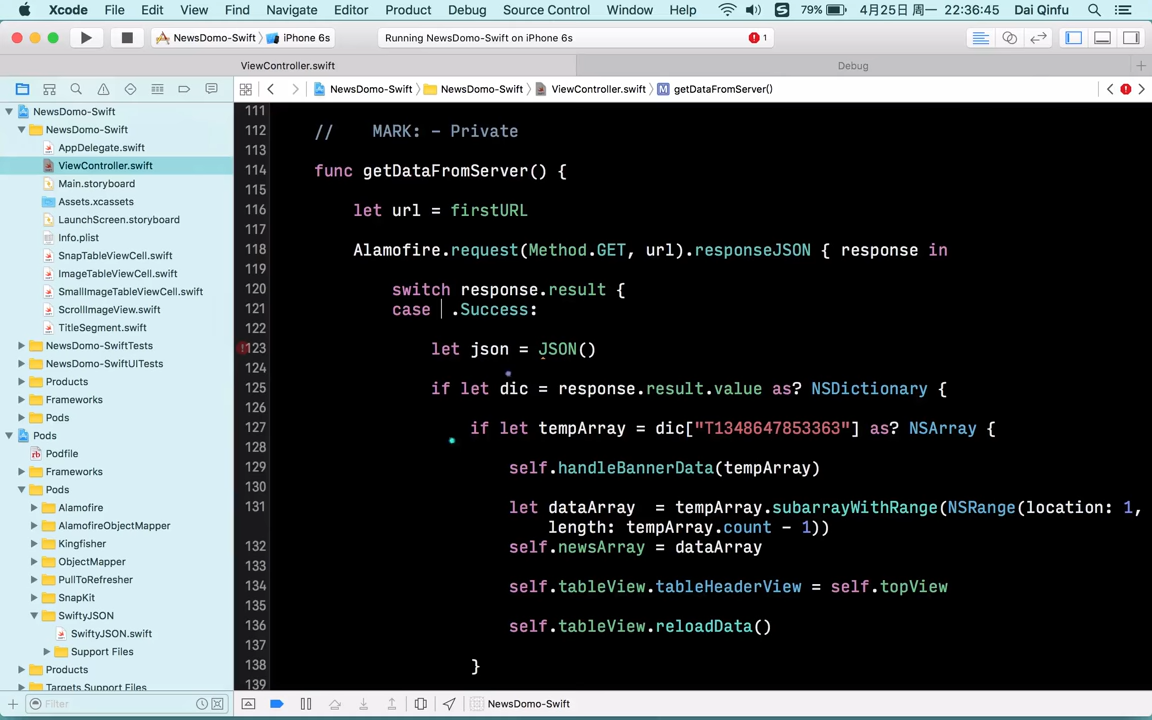 Xcode File Edit View Find Navigate Editor Product Debug Source Control Window Help 79% 4月25日 周一 22:36:45 Dai Qinfu
NewsDomo-Swift iPhone 6s Running NewsDomo-Swift on iPhone 6s 1
ViewController.swift Debug
NewsDomo-Swift NewsDomo-Swift ViewController.swift M getDataFromServer()
NewsDomo-Swift
NewsDomo-Swift
AppDelegate.swift
ViewController.swift
Main.storyboard
Assets.xcassets
LaunchScreen.storyboard
Info.plist
SnapTableViewCell.swift
ImageTableViewCell.swift
SmallImageTableViewCell.swift
ScrollImageView.swift
TitleSegment.swift
NewsDomo-SwiftTests
NewsDomo-SwiftUITests
Products
Frameworks
Pods
Pods
Podfile
Frameworks
Pods
Alamofire
AlamofireObjectMapper
Kingfisher
ObjectMapper
PullToRefresher
SnapKit
SwiftyJSON
SwiftyJSON.swift
Support Files
Products
Targets Support Files
Filter
111
112 // MARK: - Private
113
114 func getDataFromServer() {
115
116 let url = firstURL
117
118 Alamofire.request(Method.GET, url).responseJSON { response in
119
120 switch response.result {
121 case .Success:
122
123 let json = JSON()
124
125 if let dic = response.result.value as? NSDictionary {
126
127 if let tempArray = dic["T1348647853363"] as? NSArray {
128
129 self.handleBannerData(tempArray)
130
131 let dataArray = tempArray.subarrayWithRange(NSRange(location: 1,
length: tempArray.count - 1))
132 self.newsArray = dataArray
133
134 self.tableView.tableHeaderView = self.topView
135
136 self.tableView.reloadData()
137
138 }
139
NewsDomo-Swift